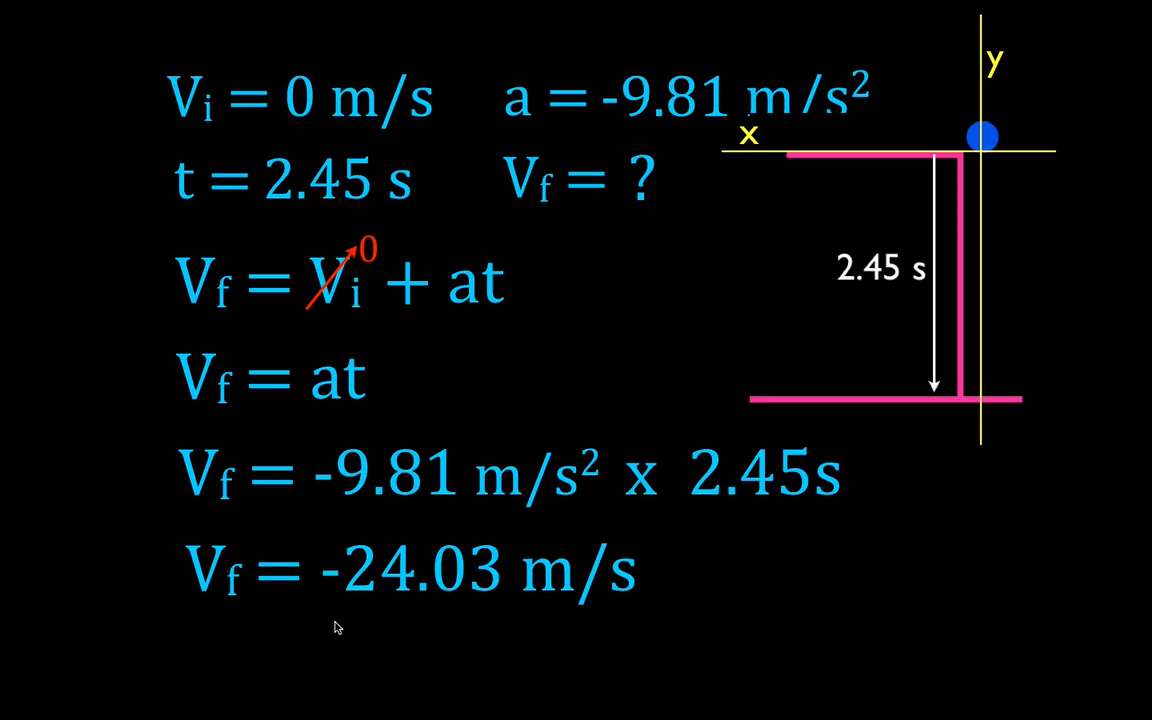 Vi = 0 m/s a = -9.81 m/s²
t = 2.45 s Vf = ?
Vf = Vi + at
0
Vf = at
Vf = -9.81 m/s² x 2.45s
Vf = -24.03 m/s
y
x
2.45 s